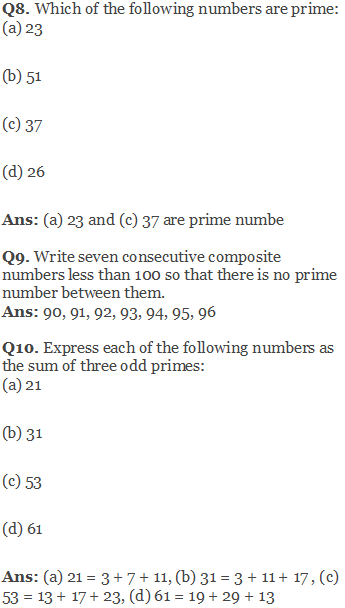 Q8. Which of the following numbers are prime:
(a) 23
(b) 51
(c) 37
(d) 26
Ans: (a) 23 and (c) 37 are prime numbe
Q9. Write seven consecutive composite
numbers less than 100 so that there is no prime
number between them.
Ans: 90, 91, 92, 93, 94, 95, 96
Q10. Express each of the following numbers as
the sum of three odd primes:
(a) 21
(b) 31
(c) 53
(d) 61
Ans: (a) 21 = 3 + 7 + 11, (b) 31 = 3 + 11 + 17 , (c)
53 = 13 + 17 + 23, (d) 61 = 19 + 29 + 13